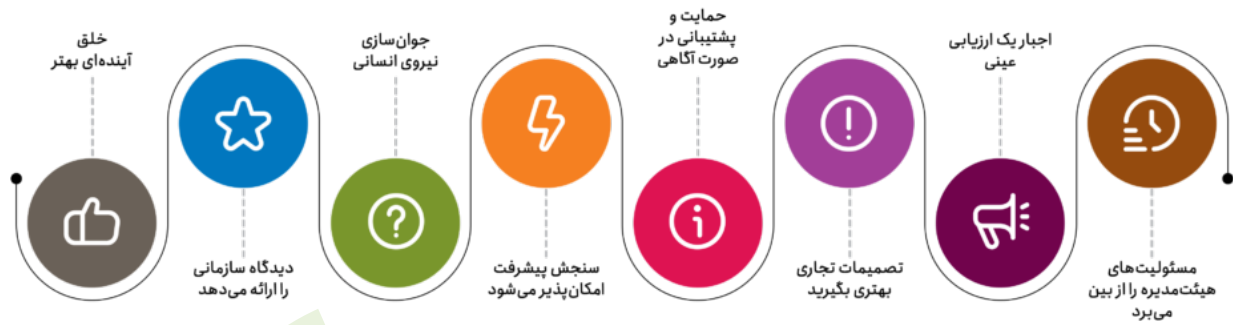 مسئولیت‌های
هیئت‌مدیره را از بین
می‌برد
اجبار یک ارزیابی
عینی
تصمیمات تجاری
بهتری بگیرید
حمایت و
پشتیبانی در
صورت آگاهی
سنجش پیشرفت
امکان‌پذیر می‌شود
جوان‌سازی
نیروی انسانی
دیدگاه سازمانی
را ارائه می‌دهد
خلق
آینده‌ای بهتر